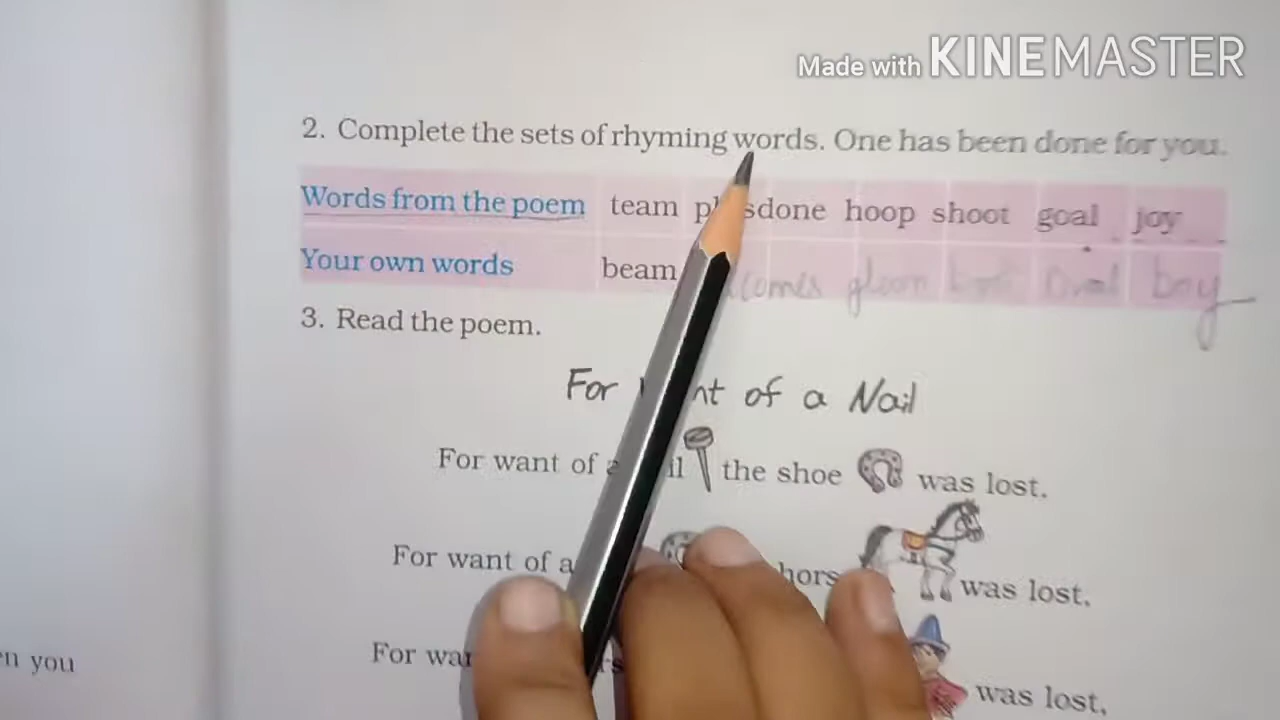 Made with KINEMASTER
2. Complete the sets of rhyming words. One has been done for you.
Words from the poem team done hoop shoot goal joy
Your own words beam comes gloom boy
3. Read the poem.
For of a Nail
For want of the shoe was lost.
For want of a was lost,
For was lost,
en you